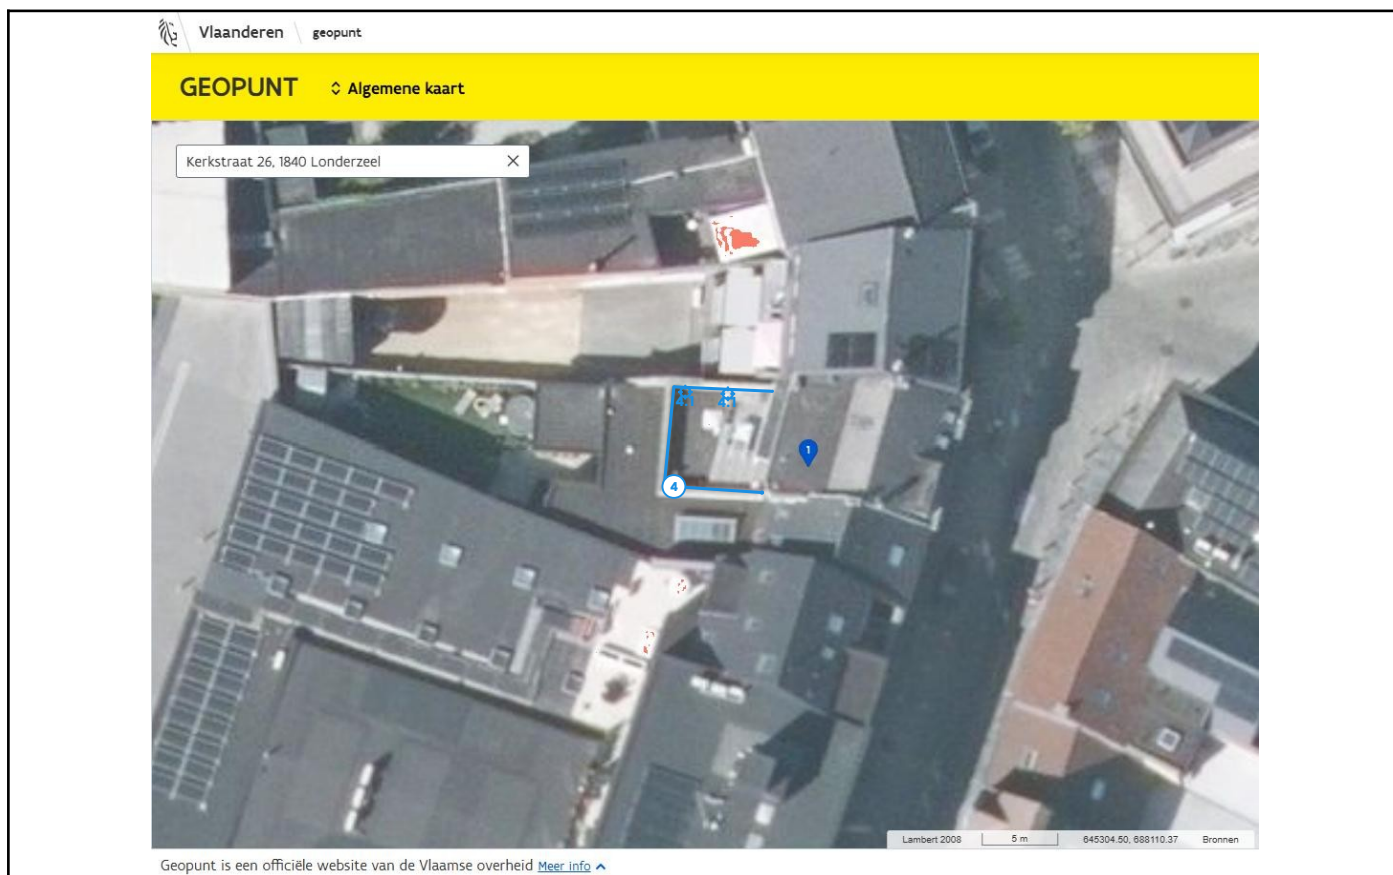 Vlaanderen geopunt
GEOPUNT Algemene kaart
Kerkstraat 26, 1840 Londerzeel
1
4
Lambert 2008 5 m 645304.50, 688110.37 Bronnen
Geopunt is een officiële website van de Vlaamse overheid Meer info